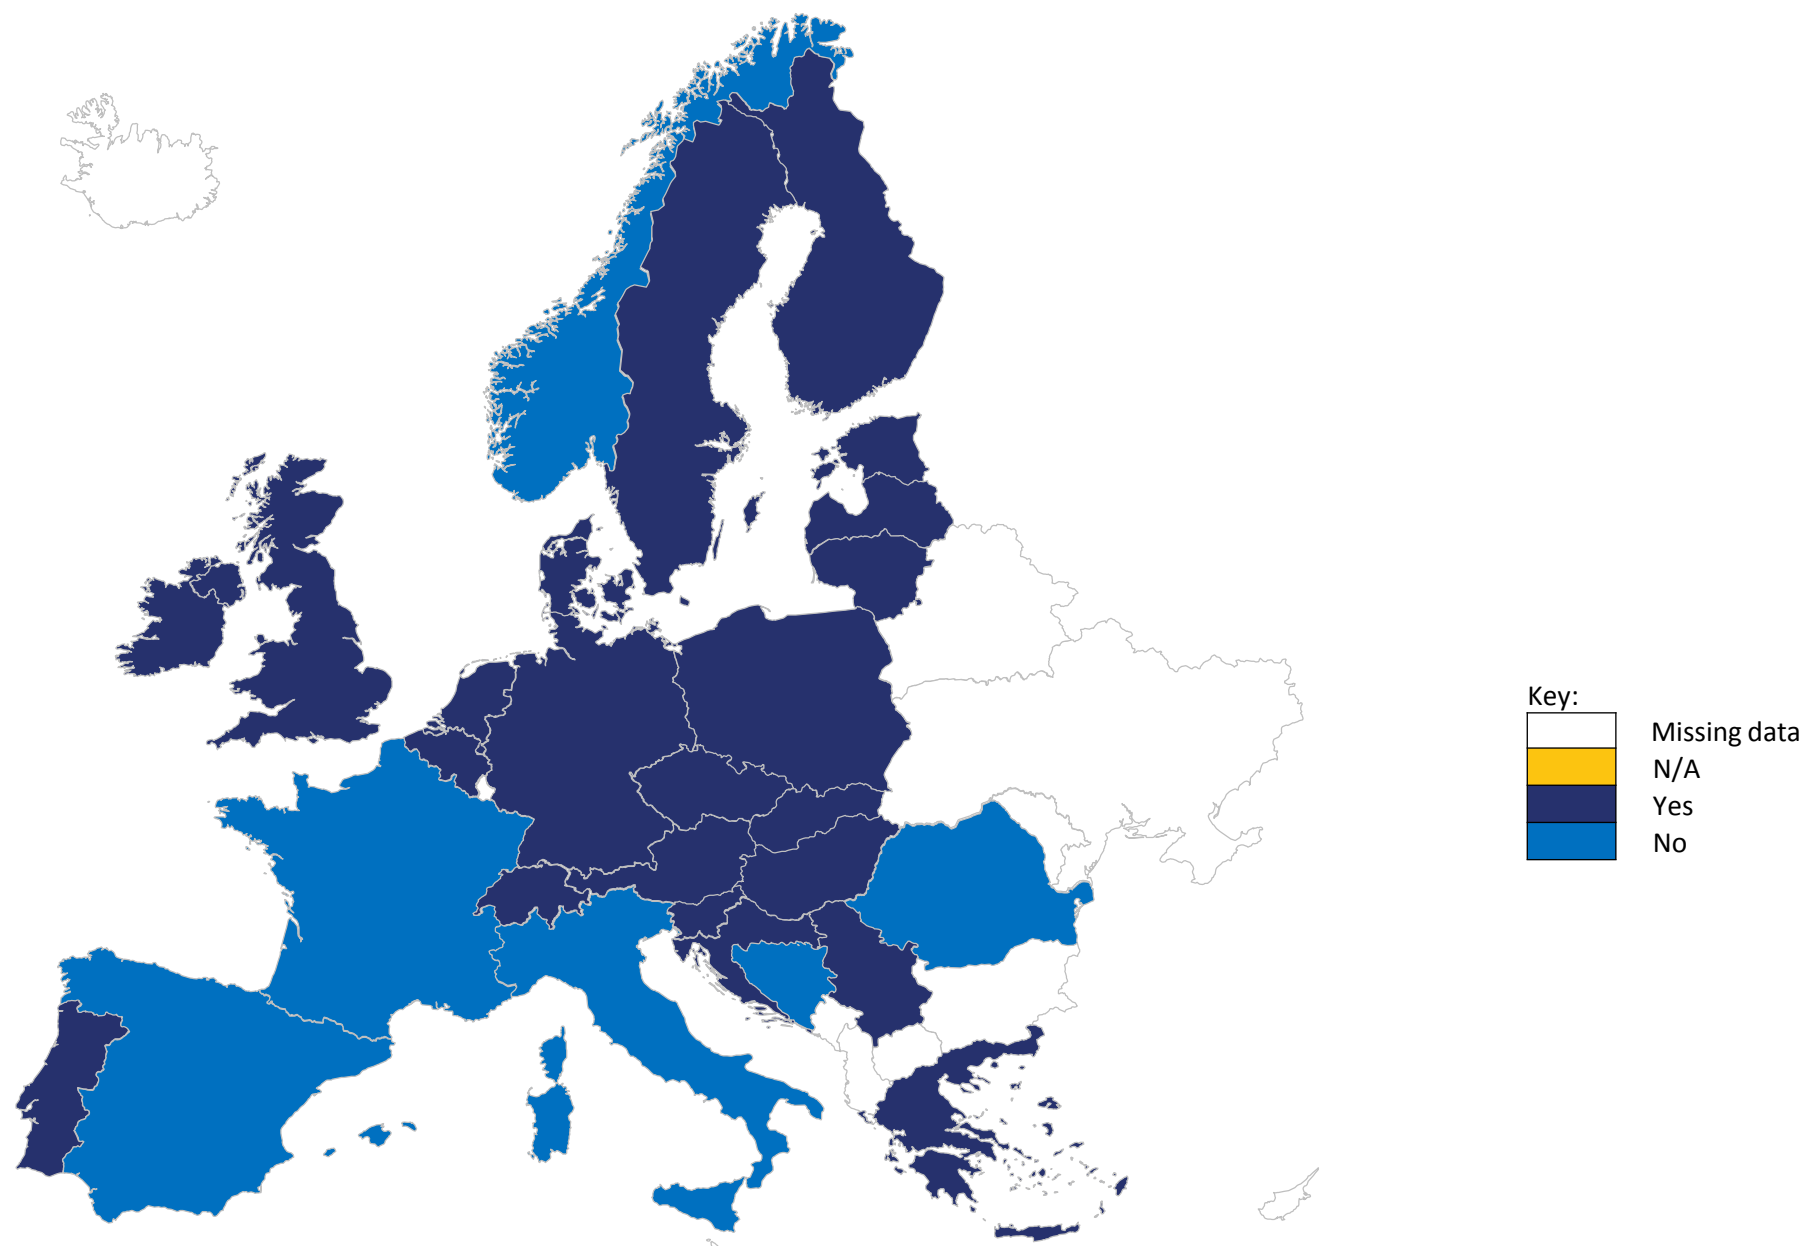 Key:
Missing data
N/A
Yes
No